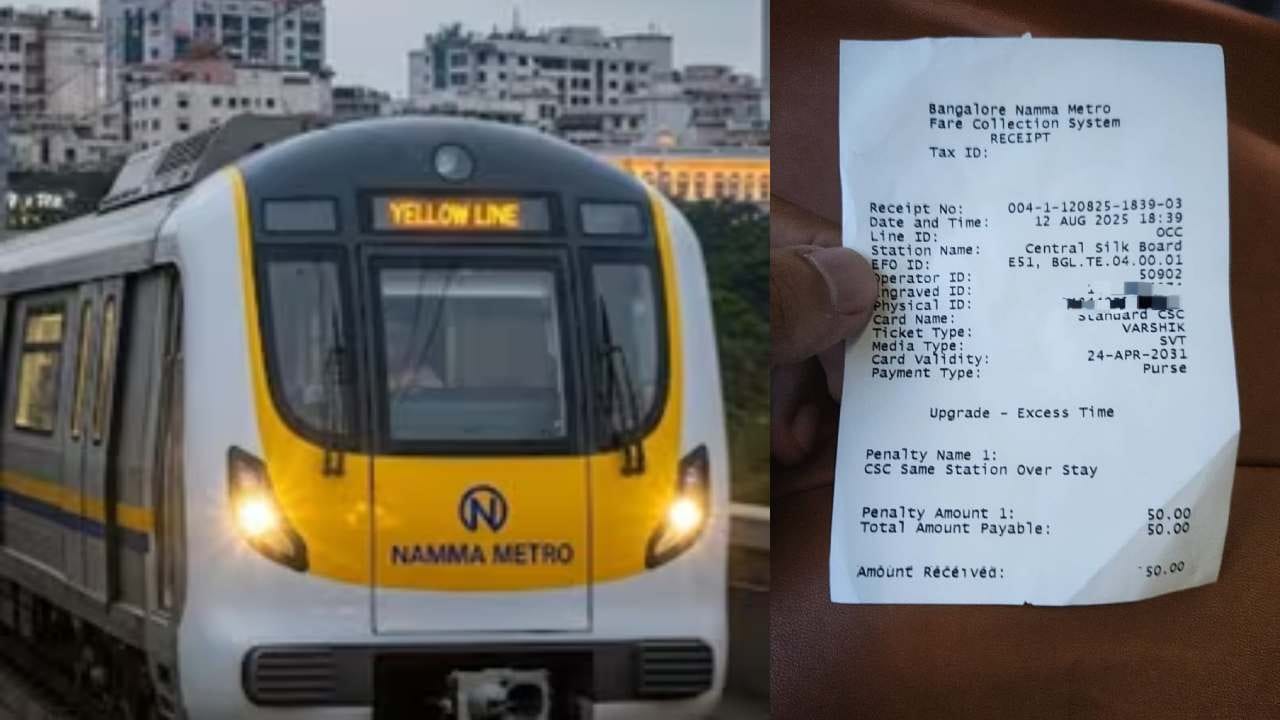 YELLOW LINE
NAMMA METRO
Bangalore Namma Metro
Fare Collection System
RECEIPT
Tax ID:
Receipt No: 004-1-120825-1839-03
Date and Time: 12 AUG 2025 18:39
Line ID: OCC
Station Name: Central Silk Board
EFO ID: E51, BGL.TE.04.00.01
Operator ID: 50902
Engraved ID:
Physical ID:
Card Name: Standard CSC
Ticket Type: VARSHIK
Media Type: SVT
Card Validity: 24-APR-2031
Payment Type: Purse
Upgrade - Excess Time
Penalty Name 1:
CSC Same Station Over Stay
Penalty Amount 1: 50.00
Total Amount Payable: 50.00
Amount Received: 50.00